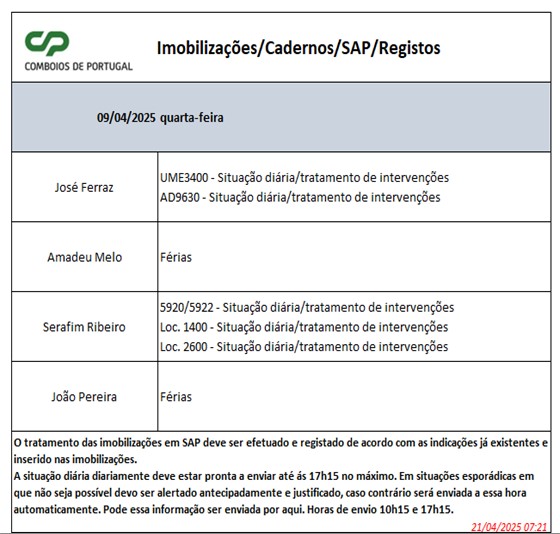 CP
COMBOIOS DE PORTUGAL
Imobilizações/Cadernos/SAP/Registos
09/04/2025 quarta-feira
José Ferraz
UME3400 - Situação diária/tratamento de intervenções
AD9630 - Situação diária/tratamento de intervenções
Amadeu Melo
Férias
Serafim Ribeiro
5920/5922 - Situação diária/tratamento de intervenções
Loc. 1400 - Situação diária/tratamento de intervenções
Loc. 2600 - Situação diária/tratamento de intervenções
João Pereira
Férias
O tratamento das imobilizações em SAP deve ser efetuado e registado de acordo com as indicações já existentes e
inserido nas imobilizações.
A situação diária diariamente deve estar pronta a enviar até ás 17h15 no máximo. Em situações esporádicas em
que não seja possível devo ser alertado antecipadamente e justificado, caso contrário será enviada a essa hora
automaticamente. Pode essa informação ser enviada por aqui. Horas de envio 10h15 e 17h15.
21/04/2025 07:21